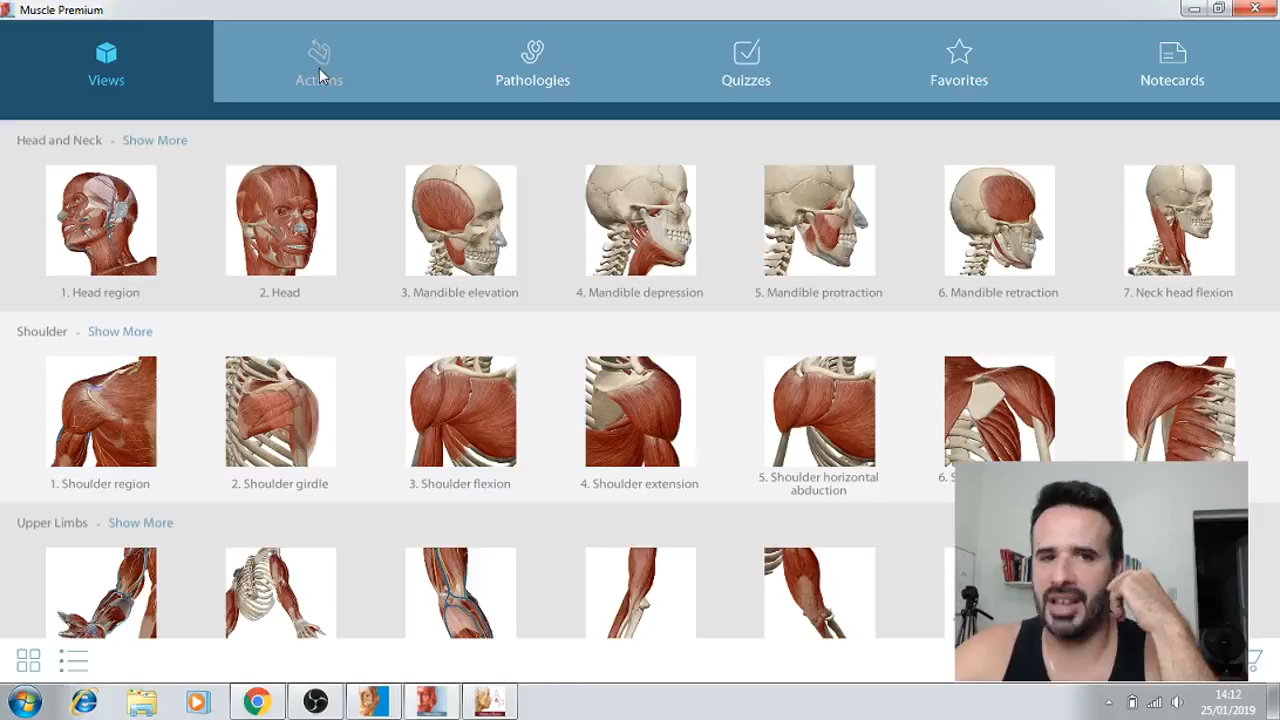 Muscle Premium
Views
Actions
Pathologies
Quizzes
Favorites
Notecards
Head and Neck - Show More
1. Head region
2. Head
3. Mandible elevation
4. Mandible depression
5. Mandible protraction
6. Mandible retraction
7. Neck head flexion
Shoulder - Show More
1. Shoulder region
2. Shoulder girdle
3. Shoulder flexion
4. Shoulder extension
5. Shoulder horizontal
abduction
6. S
Upper Limbs - Show More
14:12
25/01/2019